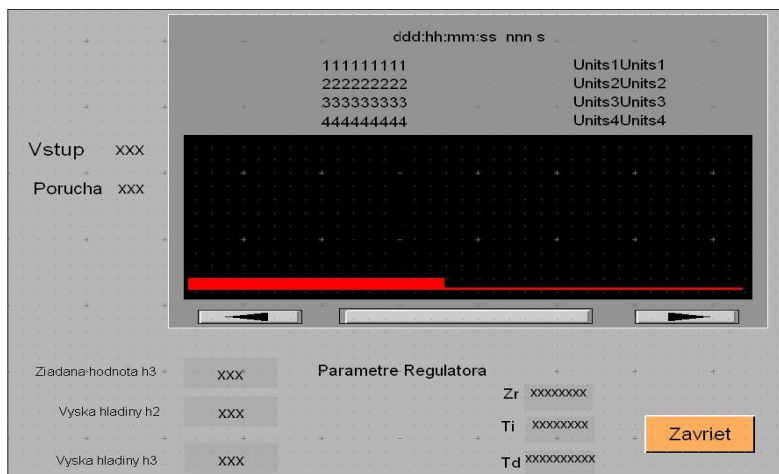 ddd:hh:mm:ss nnn s
111111111 Units1Units1
222222222 Units2Units2
333333333 Units3Units3
444444444 Units4Units4
Vstup xxx
Porucha xxx
Ziadana hodnota h3 xxx
Vyska hladiny h2 xxx
Vyska hladiny h3 xxx
Parametre Regulatora
Zr xxxxxxxx
Ti xxxxxxxx
Td xxxxxxxxxx
Zavriet